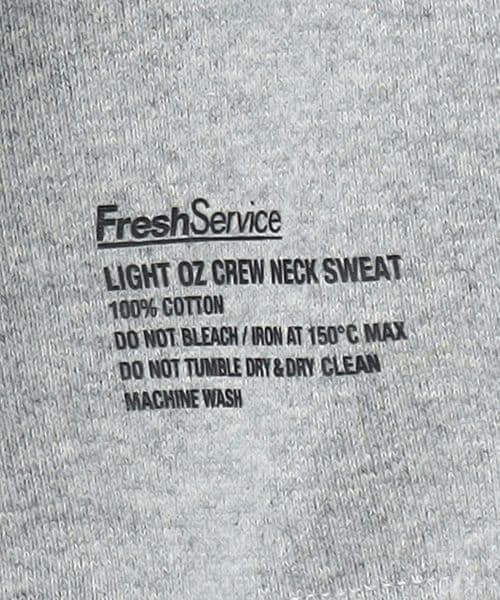 FreshService
LIGHT OZ CREW NECK SWEAT
100% COTTON
DO NOT BLEACH / IRON AT 150°C MAX
DO NOT TUMBLE DRY & DRY CLEAN
MACHINE WASH